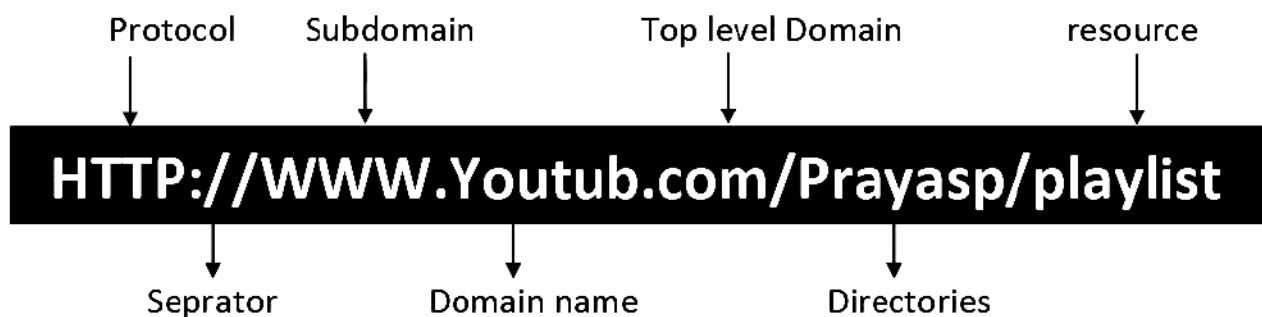 Protocol Subdomain Top level Domain resource
HTTP://WWW.Youtub.com/Prayasp/playlist
Seprator Domain name Directories